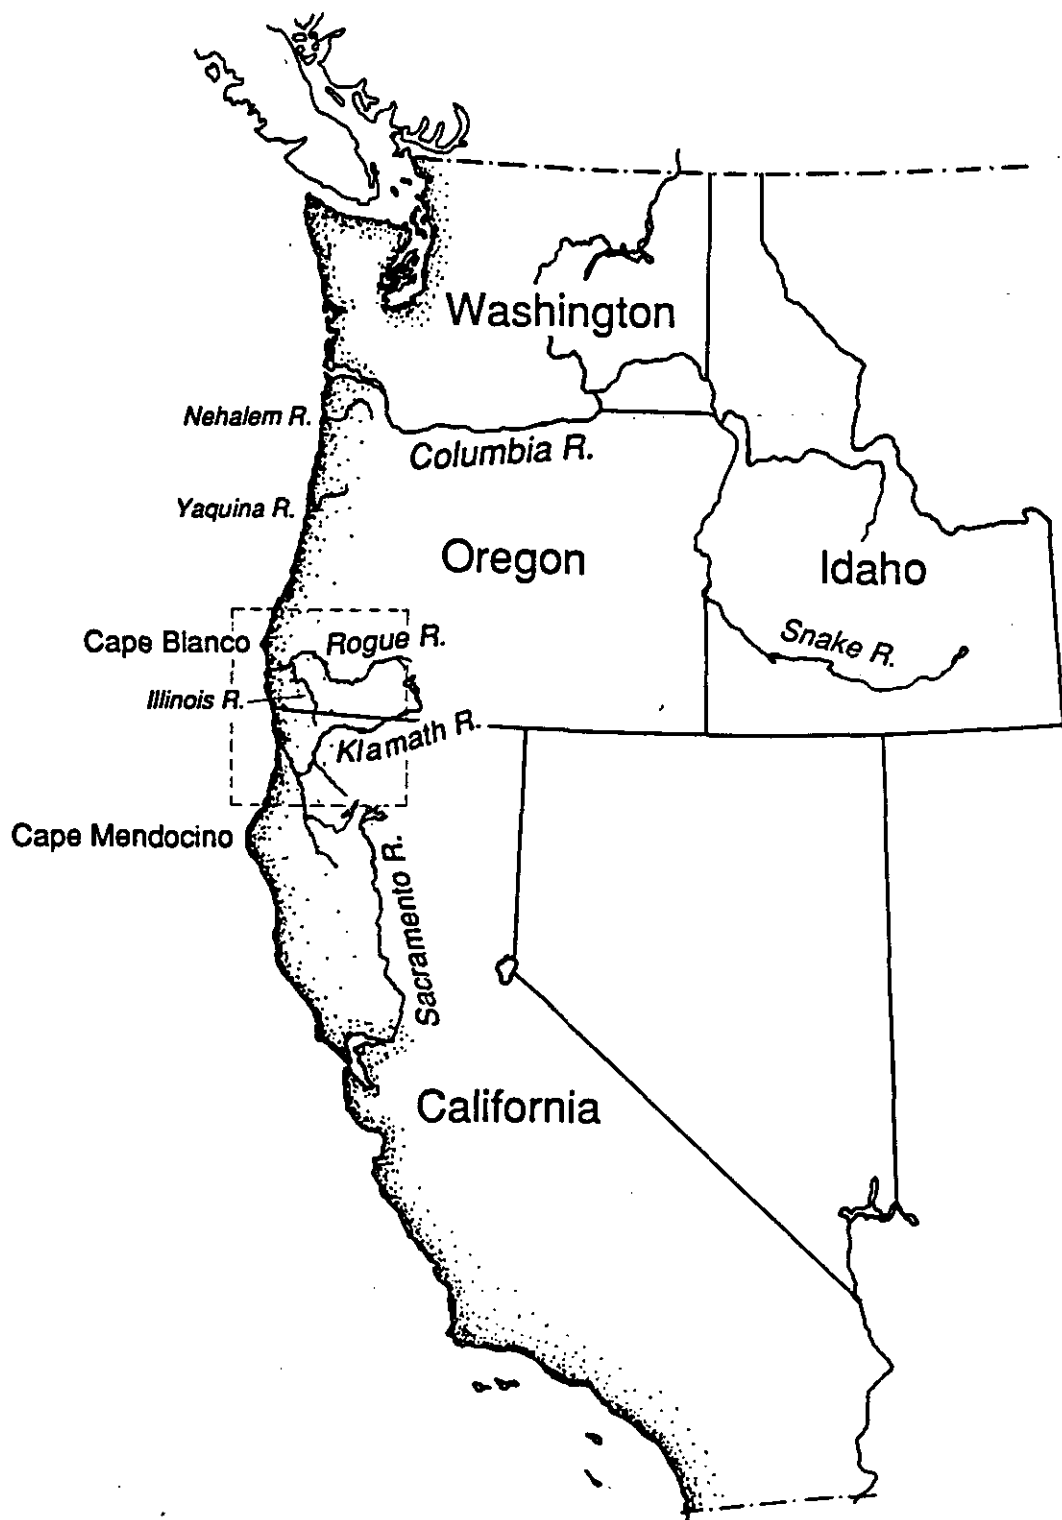 Washington
Nehalem R.
Columbia R.
Yaquina R.
Oregon
Idaho
Cape Blanco
Rogue R.
Snake R.
Illinois R.
Klamath R.
Cape Mendocino
Sacramento R.
California